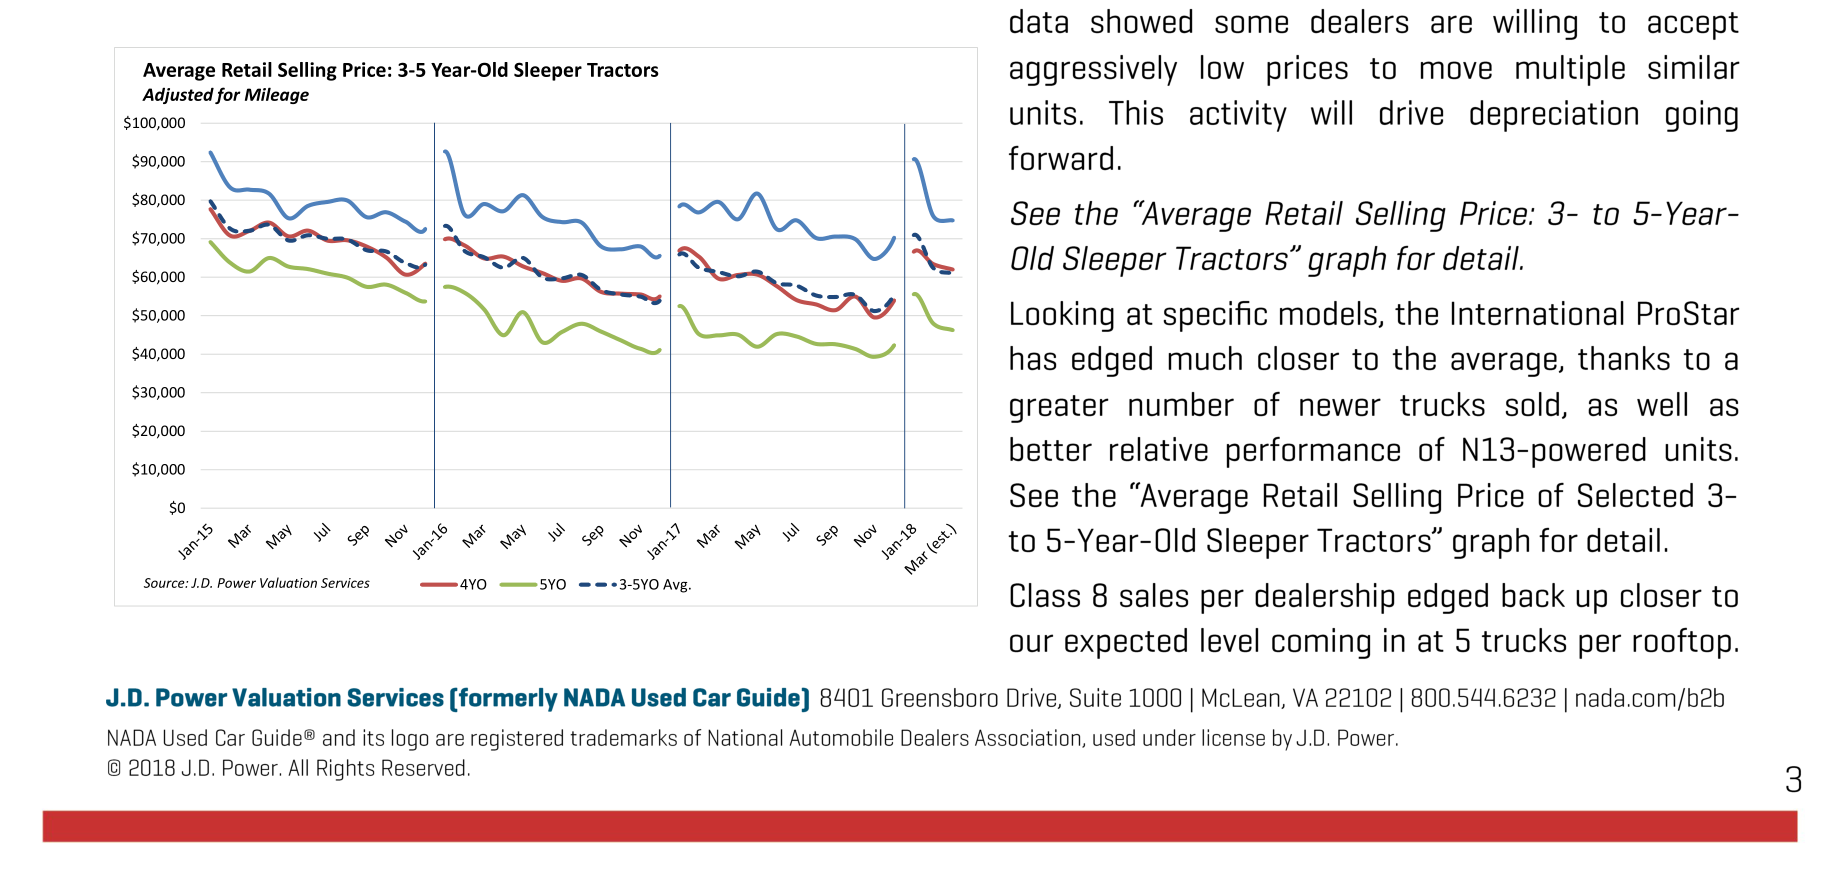 Average Retail Selling Price: 3-5 Year-Old Sleeper Tractors
Adjusted for Mileage
$100,000
$90,000
$80,000
$70,000
$60,000
$50,000
$40,000
$30,000
$20,000
$10,000
$0
Jan-15
Mar
May
Jul
Sep
Nov
Jan-16
Mar
May
Jul
Sep
Nov
Jan-17
Mar
May
Jul
Sep
Nov
Jan-18
Mar (est.)
Source: J.D. Power Valuation Services
4YO
5YO
3-5YO Avg.
data showed some dealers are willing to accept
aggressively low prices to move multiple similar
units. This activity will drive depreciation going
forward.
See the “Average Retail Selling Price: 3- to 5-Year-
Old Sleeper Tractors” graph for detail.
Looking at specific models, the International ProStar
has edged much closer to the average, thanks to a
greater number of newer trucks sold, as well as
better relative performance of N13-powered units.
See the “Average Retail Selling Price of Selected 3-
to 5-Year-Old Sleeper Tractors” graph for detail.
Class 8 sales per dealership edged back up closer to
our expected level coming in at 5 trucks per rooftop.
J.D. Power Valuation Services (formerly NADA Used Car Guide) 8401 Greensboro Drive, Suite 1000 | McLean, VA 22102 | 800.544.6232 | nada.com/b2b
NADA Used Car Guide® and its logo are registered trademarks of National Automobile Dealers Association, used under license by J.D. Power.
© 2018 J.D. Power. All Rights Reserved.
3